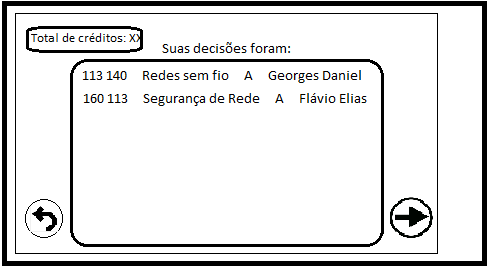 Total de créditos: XX
Suas decisões foram:
113 140 Redes sem fio A Georges Daniel
160 113 Segurança de Rede A Flávio Elias